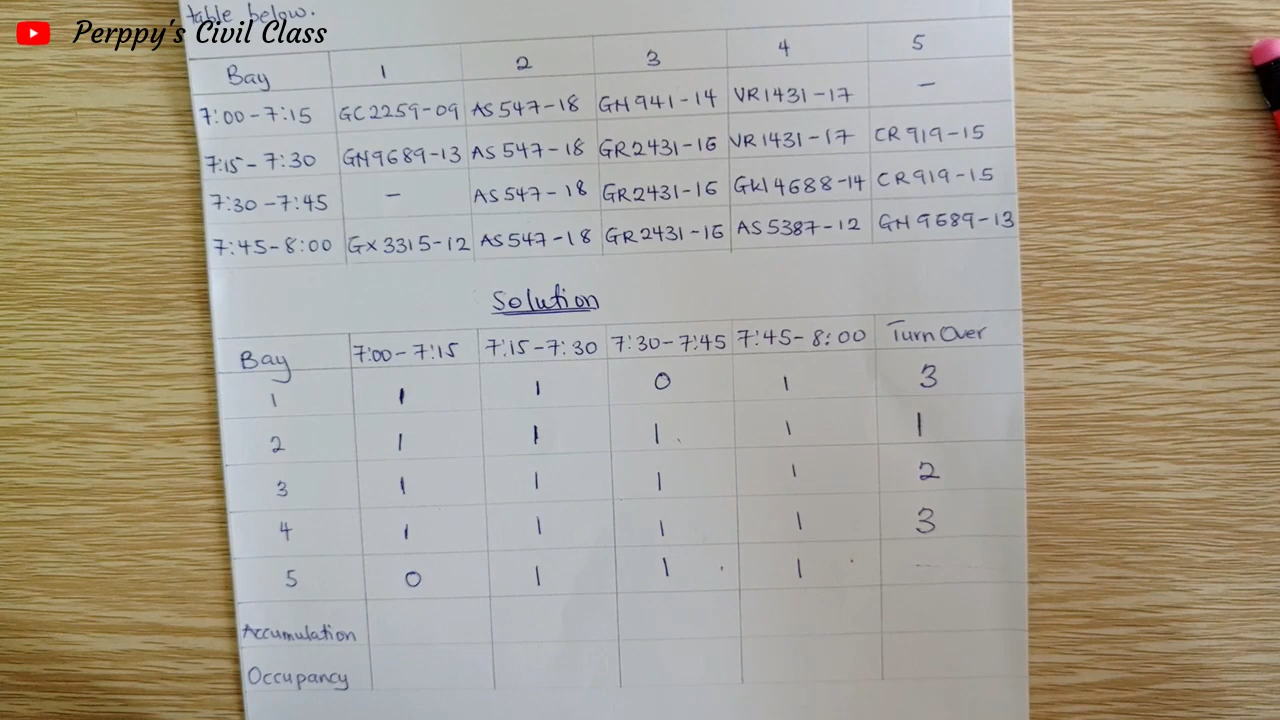 table below.
Perppy's Civil Class
Bay 1 2 3 4 5
7:00-7:15 GC2259-09 AS547-18 GN941-14 VR1431-17 -
7:15-7:30 GN9689-13 AS547-18 GR2431-16 VR1431-17 CR919-15
7:30-7:45 - AS547-18 GR2431-16 GK14688-14 CR919-15
7:45-8:00 GX3315-12 AS547-18 GR2431-16 AS5387-12 GN9689-13
Solution
Bay 7:00-7:15 7:15-7:30 7:30-7:45 7:45-8:00 Turn Over
1 1 1 0 1 3
2 1 1 1 1 1
3 1 1 1 1 2
4 1 1 1 1 3
5 0 1 1 1
Accumulation
Occupancy